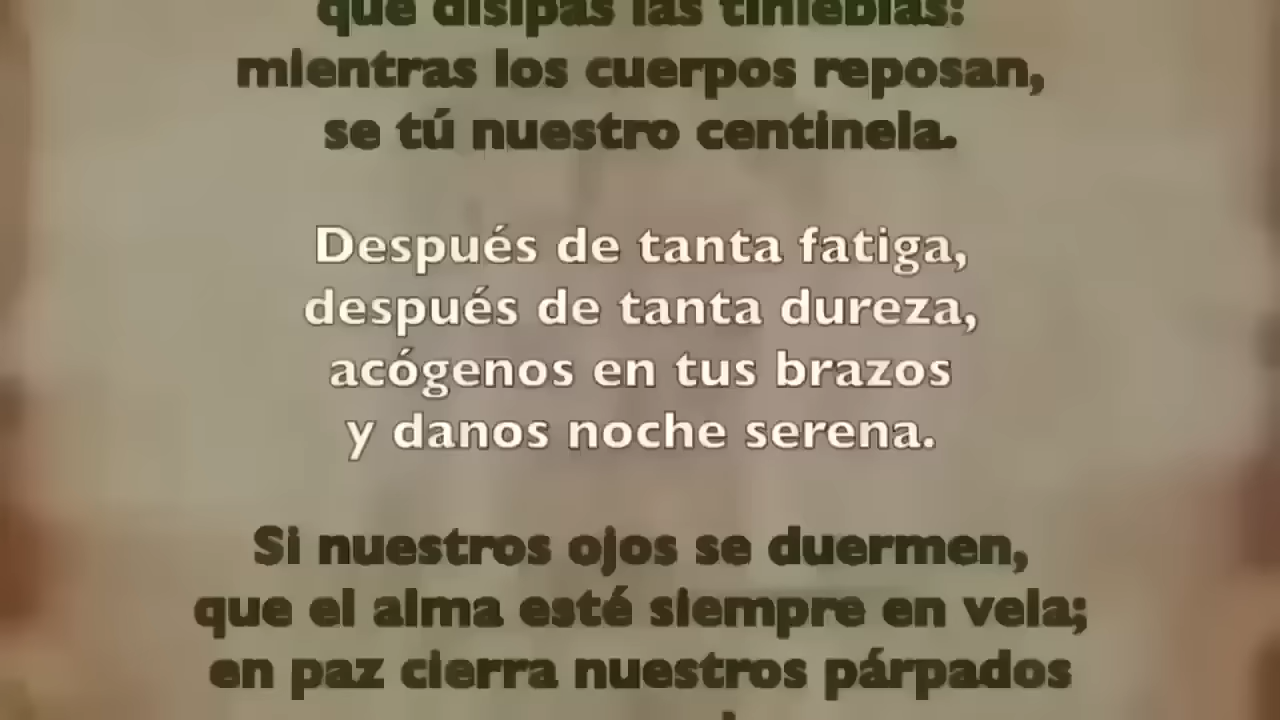 que disipas las tinieblas:
mientras los cuerpos reposan,
se tú nuestro centinela.
Después de tanta fatiga,
después de tanta dureza,
acógenos en tus brazos
y danos noche serena.
Si nuestros ojos se duermen,
que el alma esté siempre en vela;
en paz cierra nuestros párpados